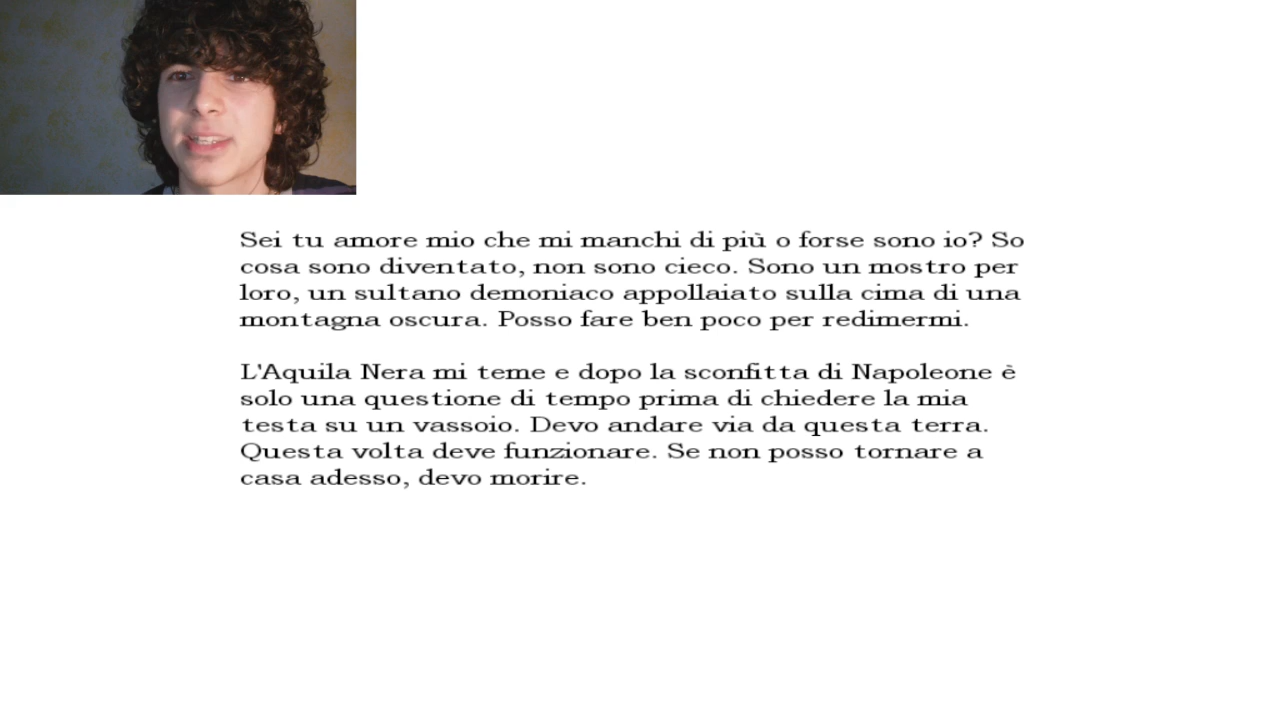 Sei tu amore mio che mi manchi di più o forse sono io? So
cosa sono diventato, non sono cieco. Sono un mostro per
loro, un sultano demoniaco appollaiato sulla cima di una
montagna oscura. Posso fare ben poco per redimermi.
L'Aquila Nera mi teme e dopo la sconfitta di Napoleone è
solo una questione di tempo prima di chiedere la mia
testa su un vassoio. Devo andare via da questa terra.
Questa volta deve funzionare. Se non posso tornare a
casa adesso, devo morire.